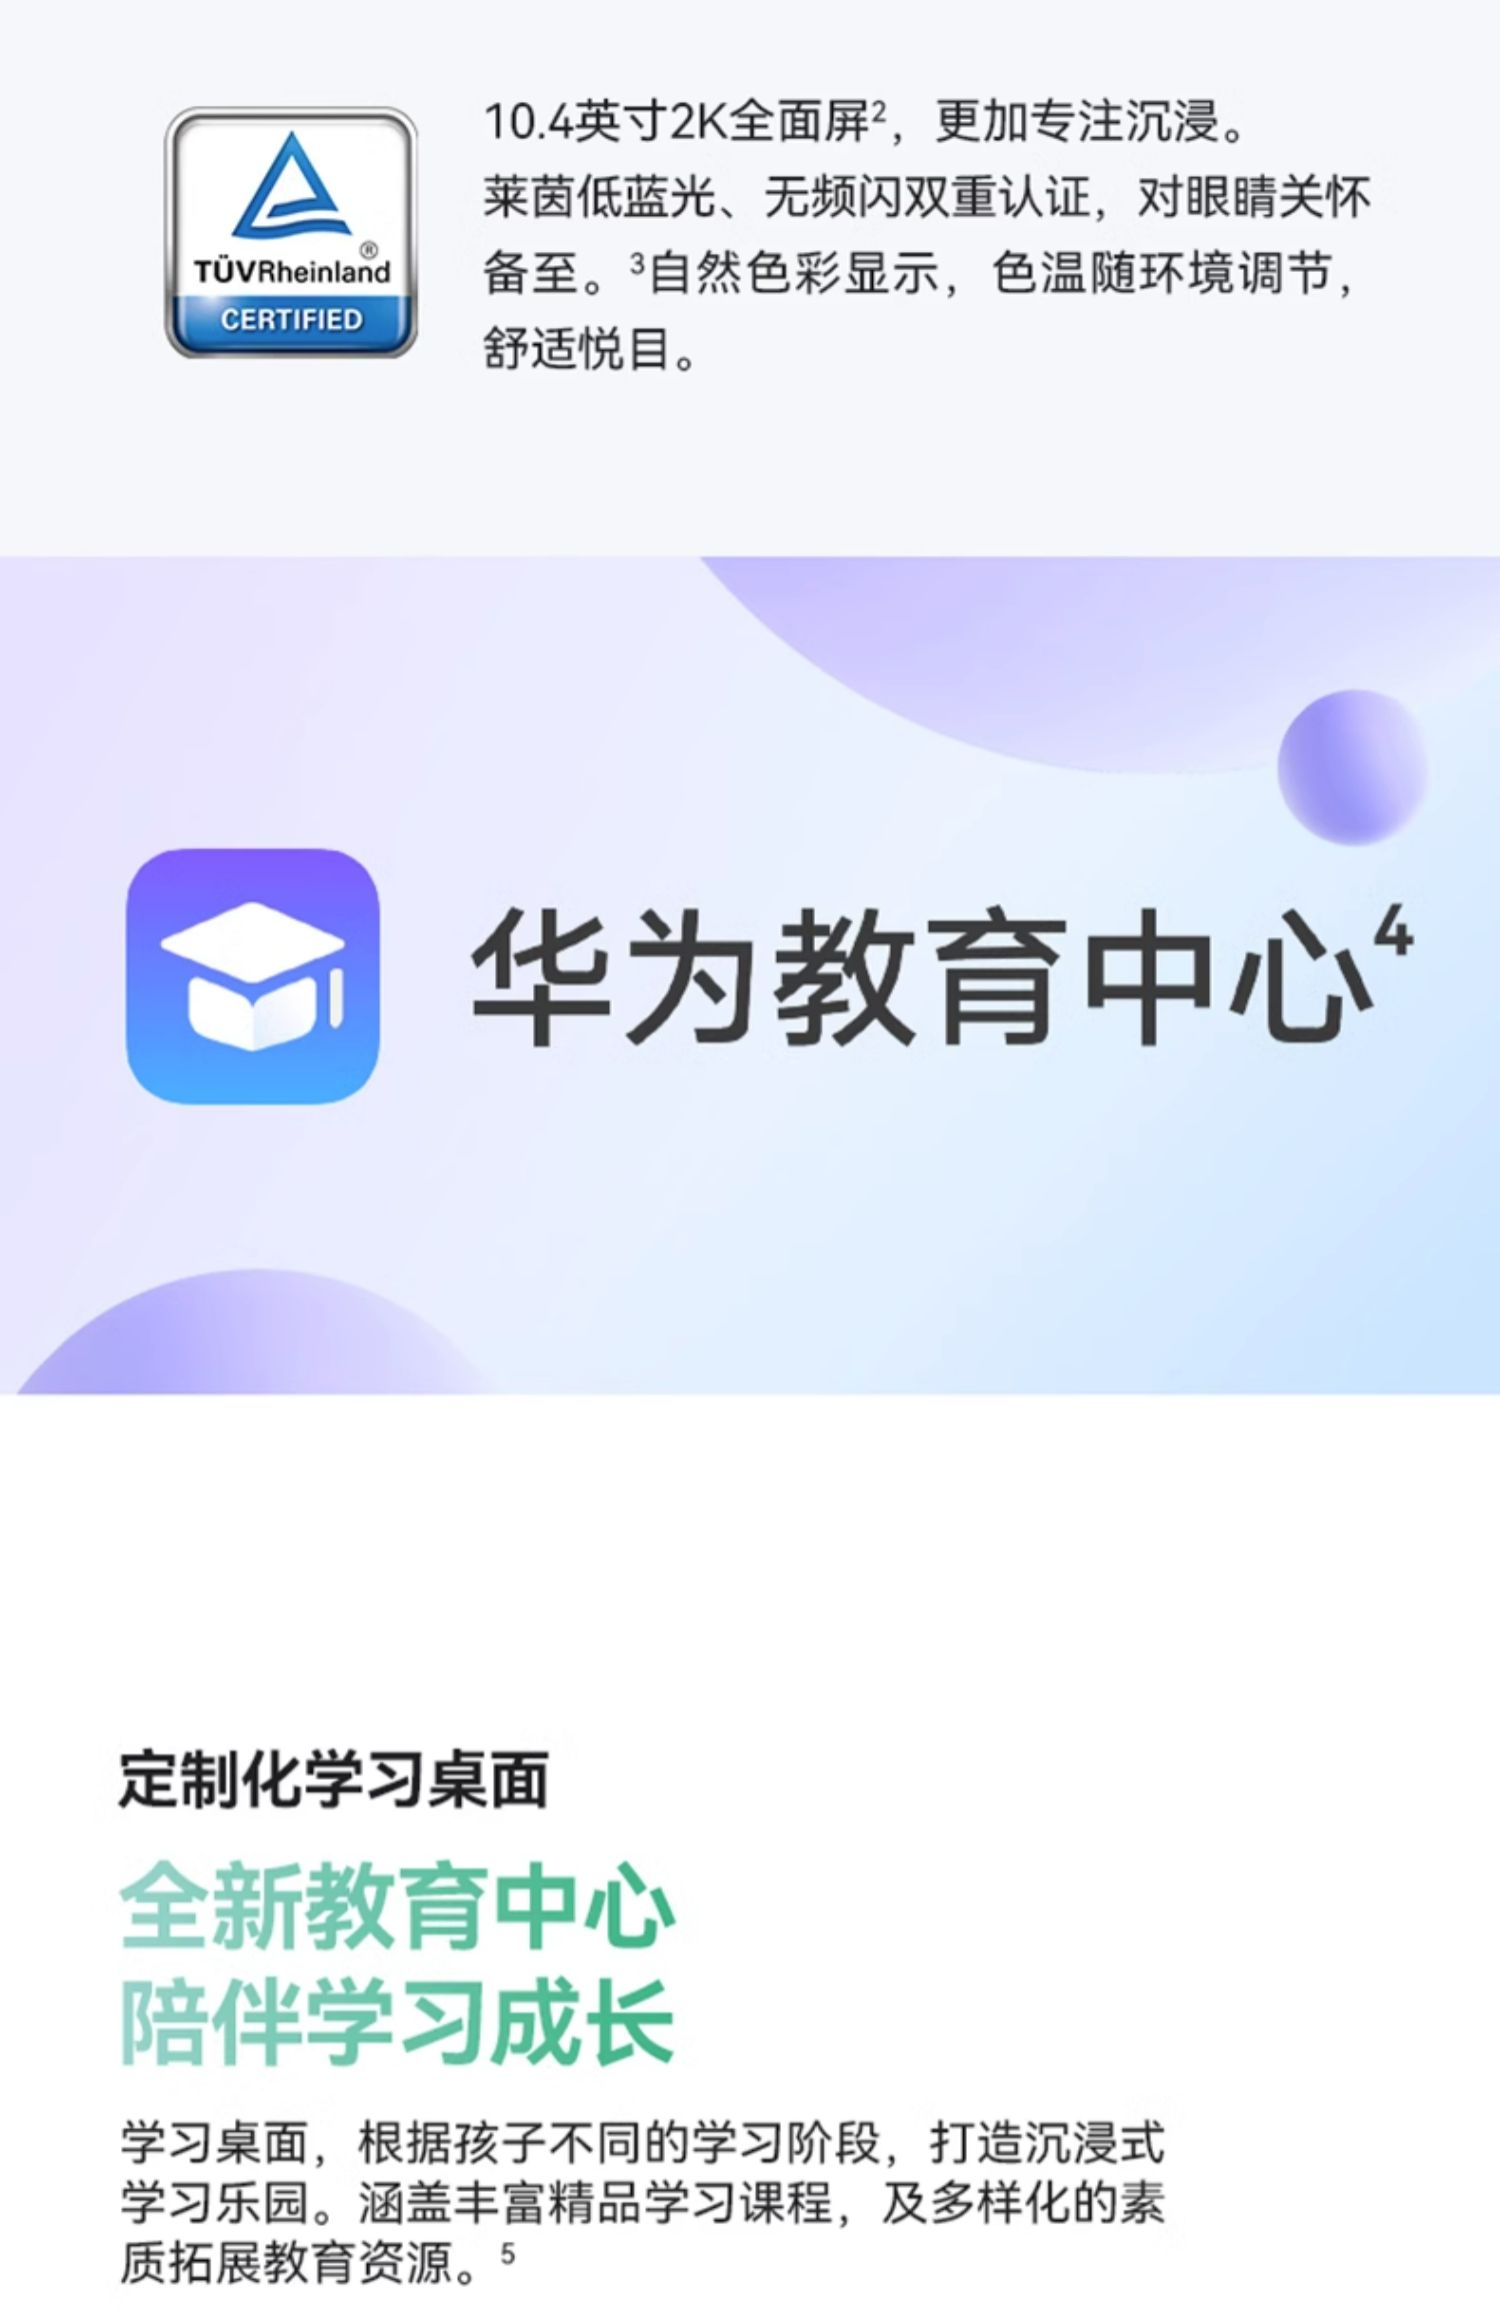 TÜVRheinland®
CERTIFIED
10.4英寸2K全面屏²，更加专注沉浸。
莱茵低蓝光、无频闪双重认证，对眼睛关怀
备至。³自然色彩显示，色温随环境调节，
舒适悦目。
华为教育中心⁴
定制化学习桌面
全新教育中心
陪伴学习成长
学习桌面，根据孩子不同的学习阶段，打造沉浸式
学习乐园。涵盖丰富精品学习课程，及多样化的素
质拓展教育资源。⁵